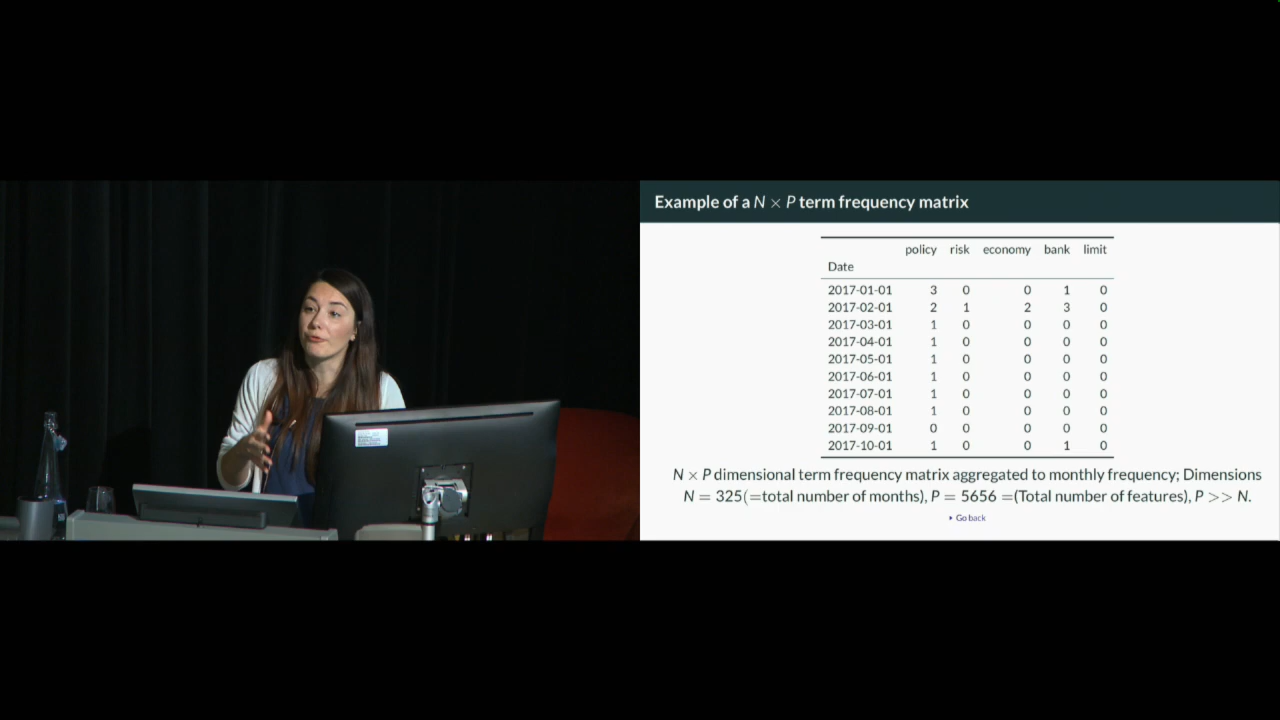 Example of a N × P term frequency matrix
policy risk economy bank limit
Date
2017-01-01 3 0 0 1 0
2017-02-01 2 1 2 3 0
2017-03-01 1 0 0 0 0
2017-04-01 1 0 0 0 0
2017-05-01 1 0 0 0 0
2017-06-01 1 0 0 0 0
2017-07-01 1 0 0 0 0
2017-08-01 1 0 0 0 0
2017-09-01 0 0 0 0 0
2017-10-01 1 0 0 1 0
N × P dimensional term frequency matrix aggregated to monthly frequency; Dimensions
N = 325(=total number of months), P = 5656 =(Total number of features), P >> N.
Go back